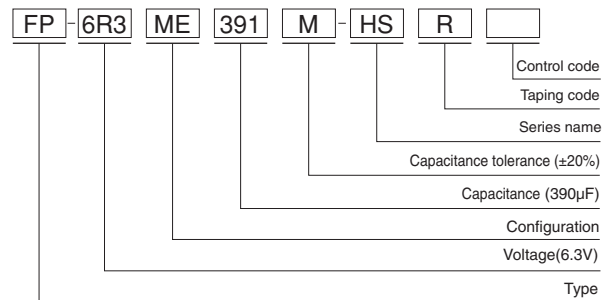 FP - 6R3 ME 391 M - HS R
Control code
Taping code
Series name
Capacitance tolerance (±20%)
Capacitance (390µF)
Configuration
Voltage(6.3V)
Type